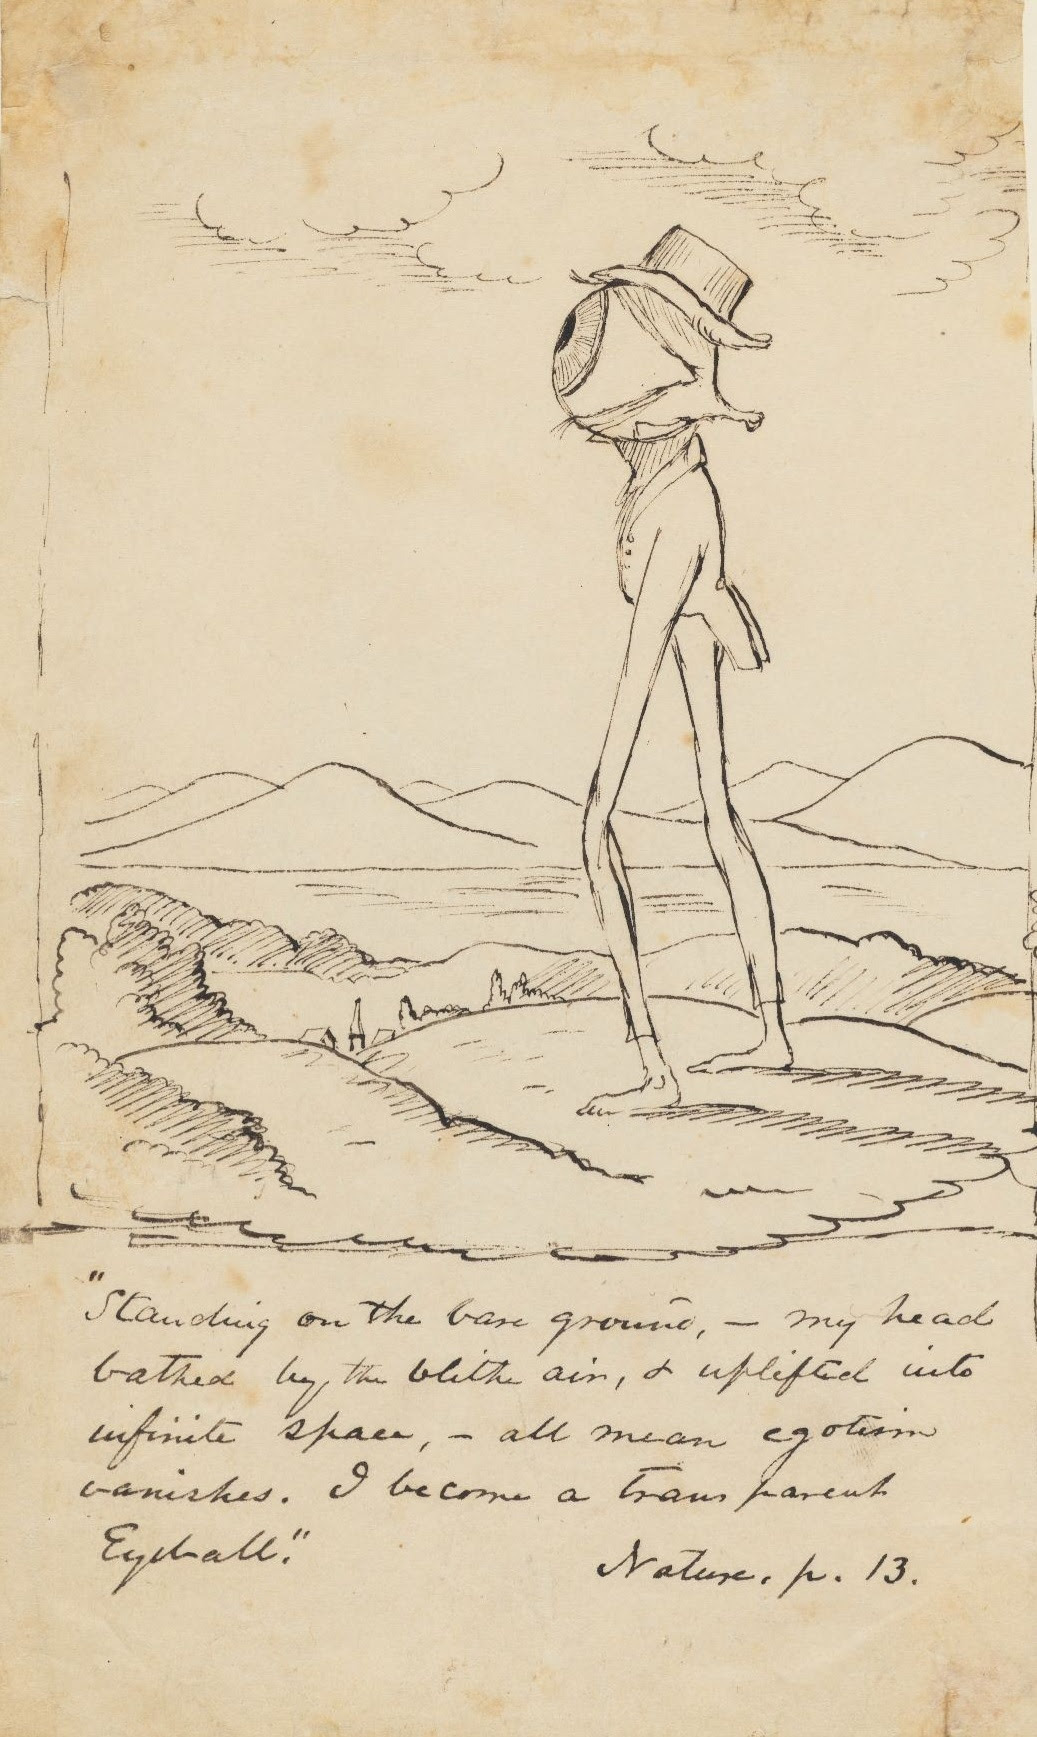 "Standing on the bare ground, – my head
bathed by the blithe air, & uplifted into
infinite space, – all mean egotism
vanishes. I become a transparent
Eyeball."
Nature. p. 13.